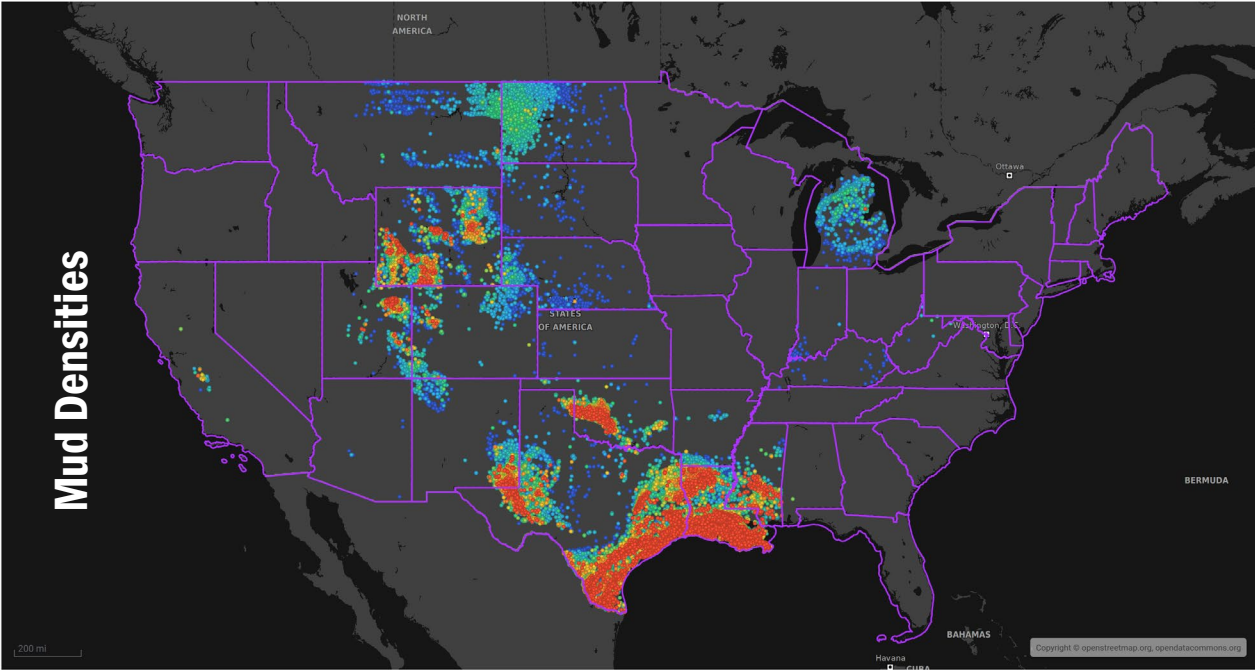 NORTH
AMERICA
Ottawa
Mud Densities
STATES
OF AMERICA
Washington, D.C.
BERMUDA
200 mi
BAHAMAS
Copyright © openstreetmap.org, opendatacommons.org
Havana
CUBA